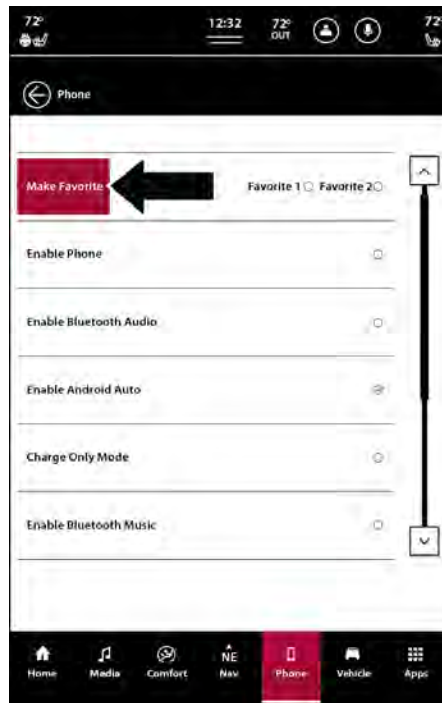 72° 12:32 72° OUT 72
Phone
Make Favorite Favorite 1 Favorite 2
Enable Phone
Enable Bluetooth Audio
Enable Android Auto
Charge Only Mode
Enable Bluetooth Music
NE
Home Media Comfort Nav Phone Vehicle Apps